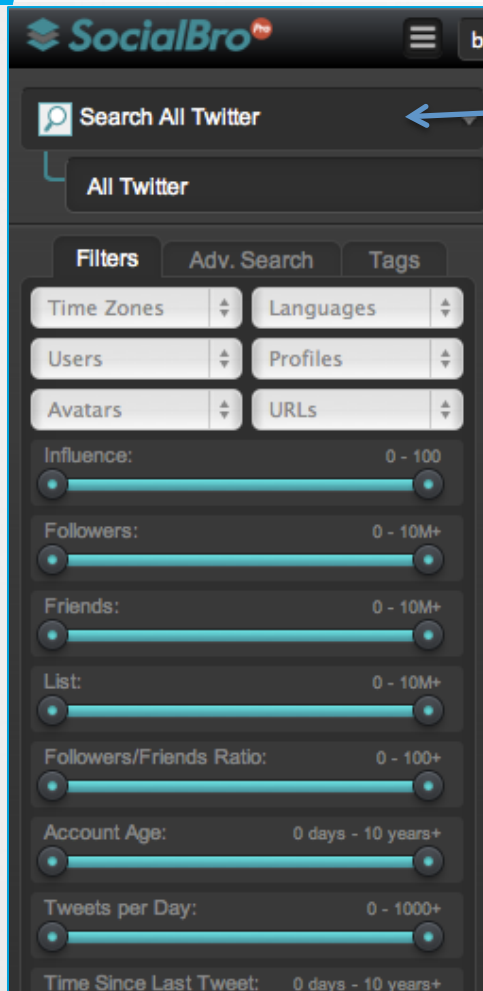 SocialBro Pro
b
Search All Twitter
All Twitter
Filters Adv. Search Tags
Time Zones Languages
Users Profiles
Avatars URLs
Influence: 0 - 100
Followers: 0 - 10M+
Friends: 0 - 10M+
List: 0 - 10M+
Followers/Friends Ratio: 0 - 100+
Account Age: 0 days - 10 years+
Tweets per Day: 0 - 1000+
Time Since Last Tweet: 0 days - 10 years+